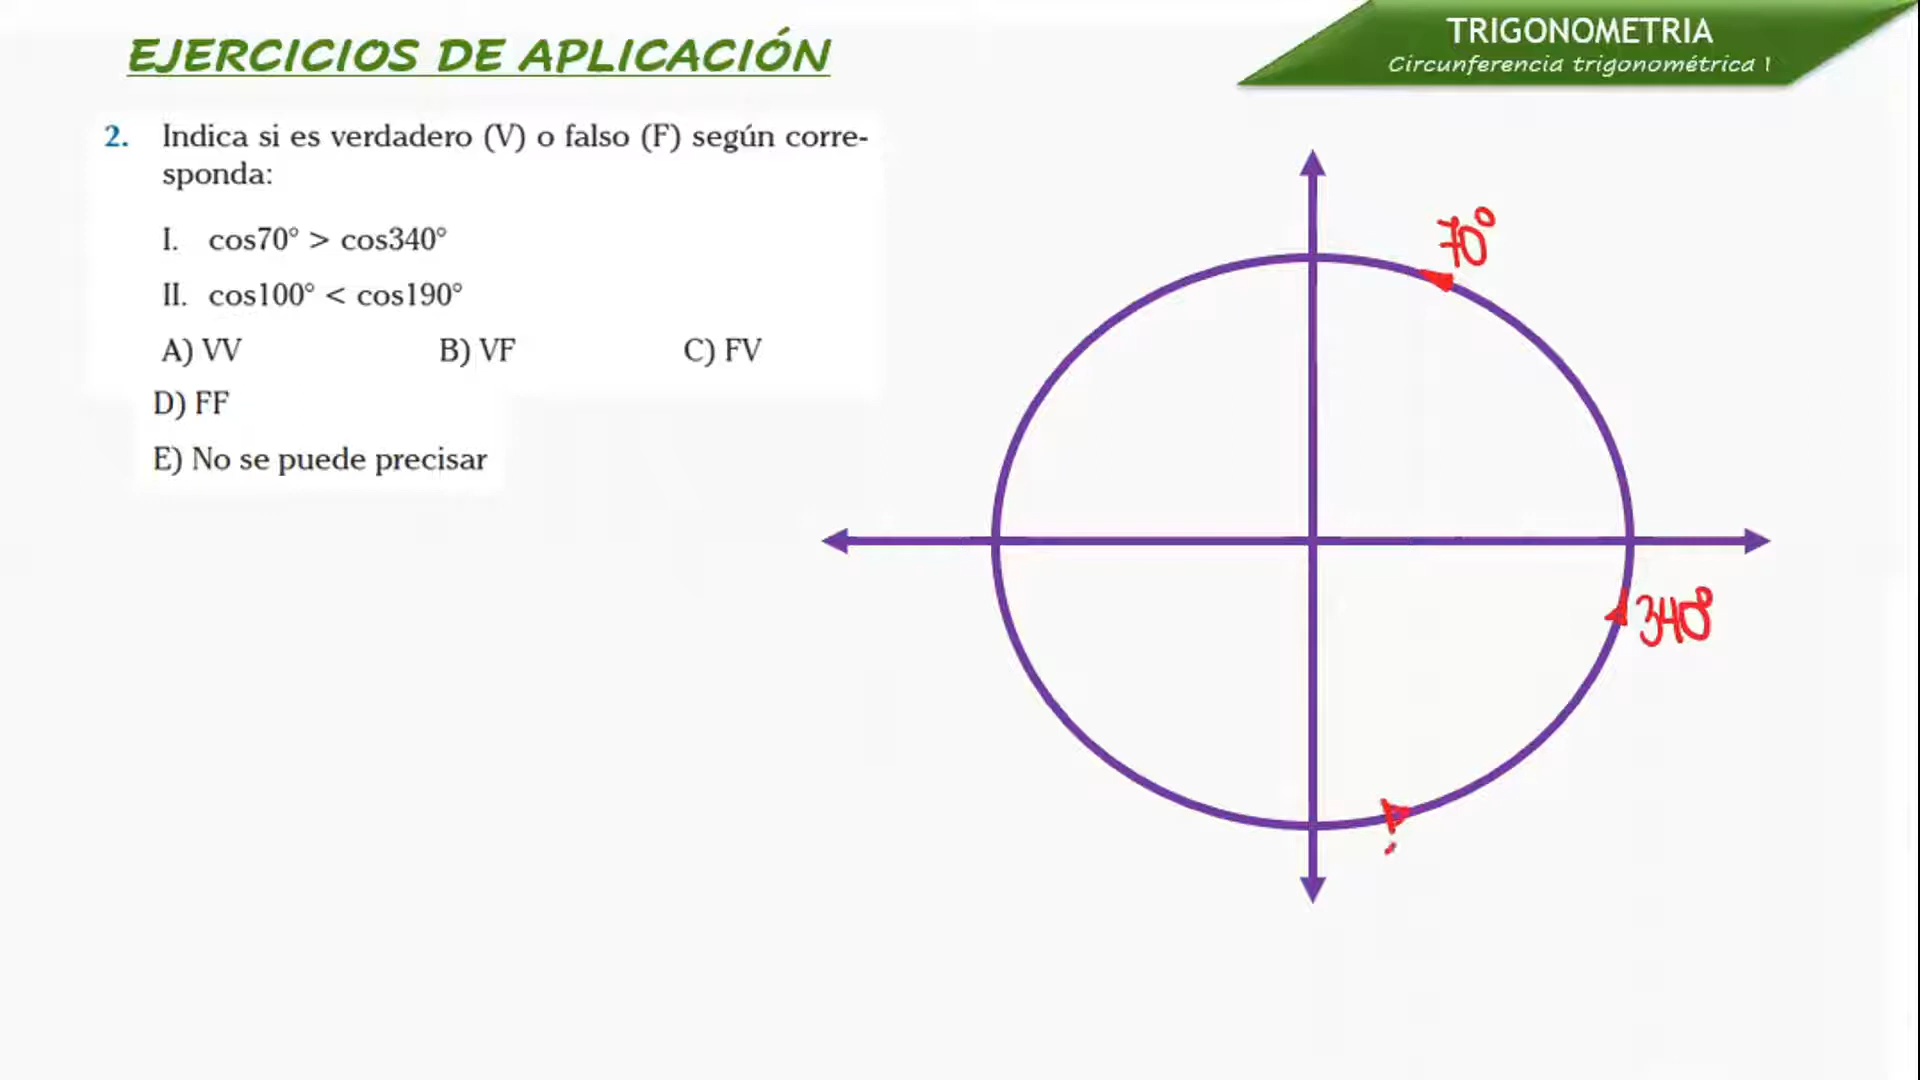 EJERCICIOS DE APLICACIÓN
TRIGONOMETRIA
Circunferencia trigonométrica I
2. Indica si es verdadero (V) o falso (F) según corre-
sponda:
I. cos70° > cos340°
II. cos100° < cos190°
A) VV B) VF C) FV
D) FF
E) No se puede precisar
70°
340°